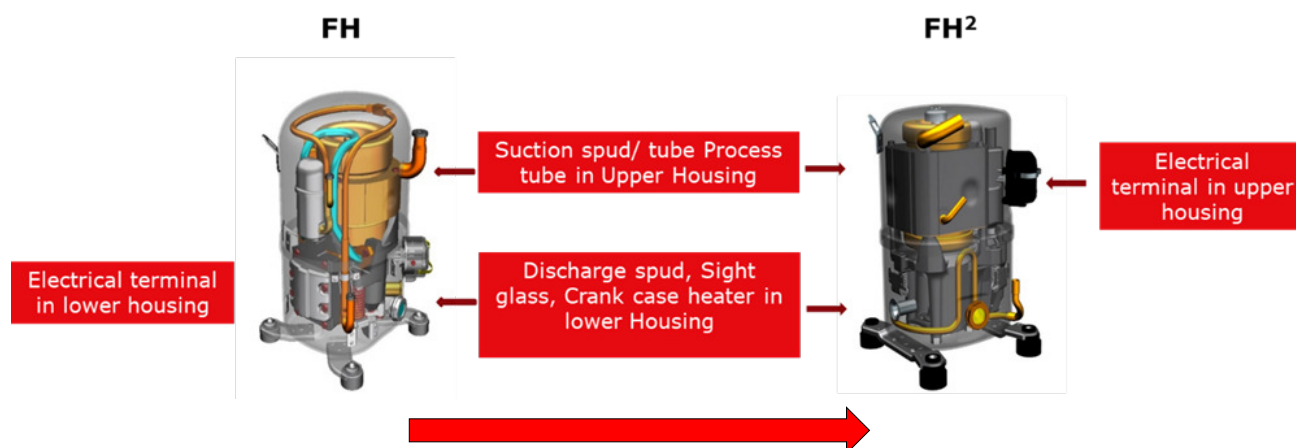 FH
FH²
Suction spud/ tube Process
tube in Upper Housing
Electrical
terminal in upper
housing
Electrical terminal
in lower housing
Discharge spud, Sight
glass, Crank case heater in
lower Housing